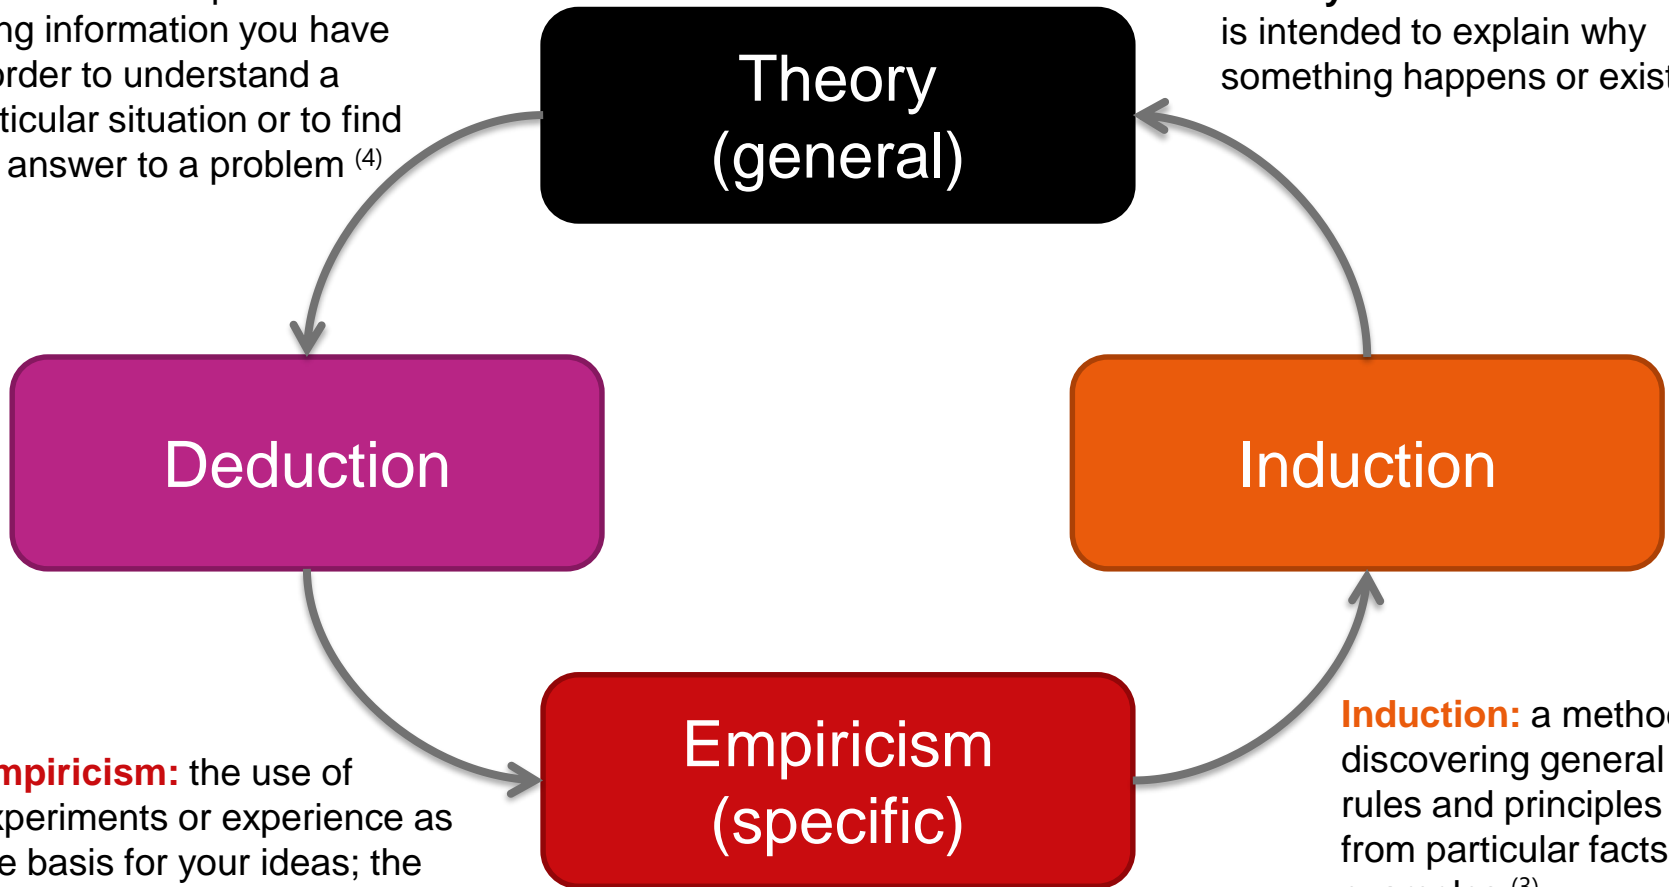 ng information you have
order to understand a
ticular situation or to find
answer to a problem (4)
Theory
(general)
is intended to explain why
something happens or exist
Deduction
Induction
Empiricism
(specific)
mpiricism: the use of
xperiments or experience as
e basis for your ideas; the
Induction: a metho
discovering general
rules and principles
from particular facts
(3)